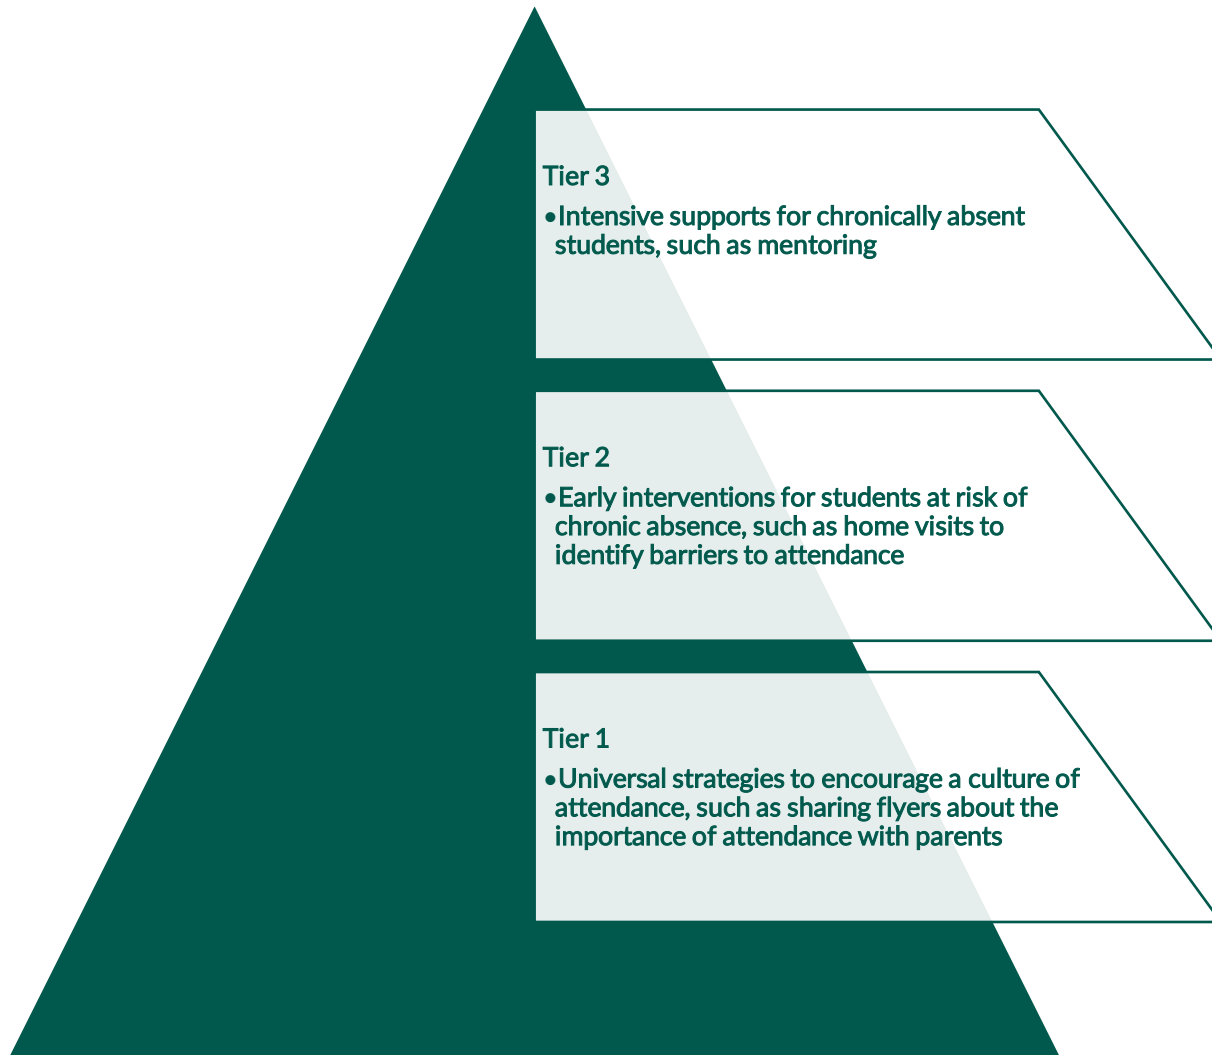 Tier 3
•Intensive supports for chronically absent
students, such as mentoring
Tier 2
•Early interventions for students at risk of
chronic absence, such as home visits to
identify barriers to attendance
Tier 1
•Universal strategies to encourage a culture of
attendance, such as sharing flyers about the
importance of attendance with parents